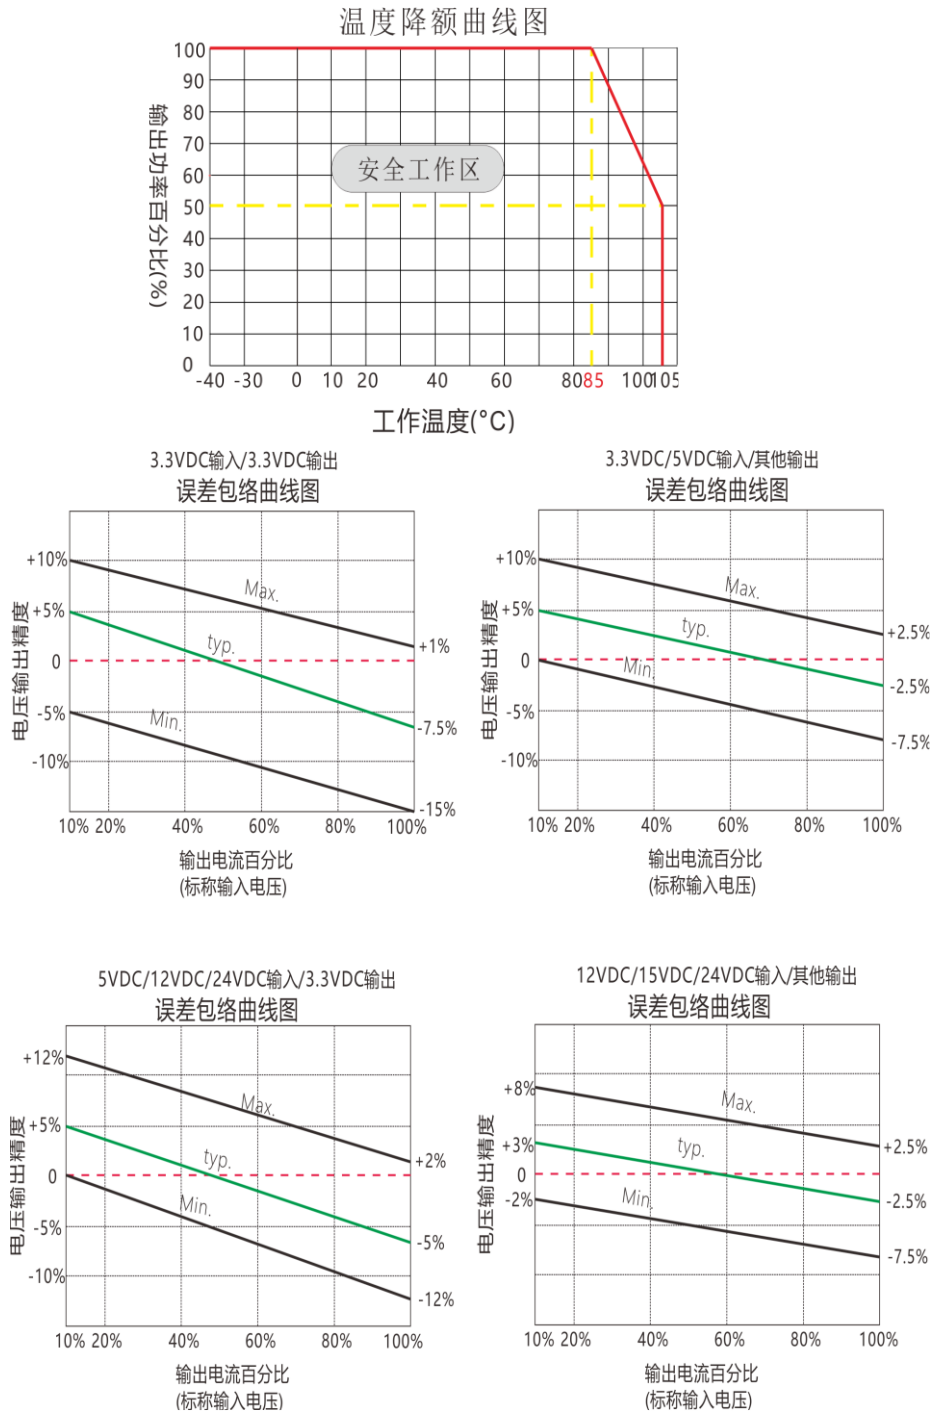 温度降额曲线图
100
90
80
70
60
50
40
30
20
10
0
输出功率百分比(%)
安全工作区
-40 -30 0 10 20 40 60 80 85 100 105
工作温度(°C)
3.3VDC输入/3.3VDC输出
误差包络曲线图
+10%
+5%
0
-5%
-10%
电压输出精度
Max.
typ.
Min.
+1%
-7.5%
-15%
10% 20% 40% 60% 80% 100%
输出电流百分比
(标称输入电压)
3.3VDC/5VDC输入/其他输出
误差包络曲线图
+10%
+5%
0
-5%
-10%
电压输出精度
Max.
typ.
Min.
+2.5%
-2.5%
-7.5%
10% 20% 40% 60% 80% 100%
输出电流百分比
(标称输入电压)
5VDC/12VDC/24VDC输入/3.3VDC输出
误差包络曲线图
+12%
+5%
0
-5%
-10%
电压输出精度
Max.
typ.
Min.
+2%
-5%
-12%
10% 20% 40% 60% 80% 100%
输出电流百分比
(标称输入电压)
12VDC/15VDC/24VDC输入/其他输出
误差包络曲线图
+8%
+3%
0
-2%
电压输出精度
Max.
typ.
Min.
+2.5%
-2.5%
-7.5%
10% 20% 40% 60% 80% 100%
输出电流百分比
(标称输入电压)